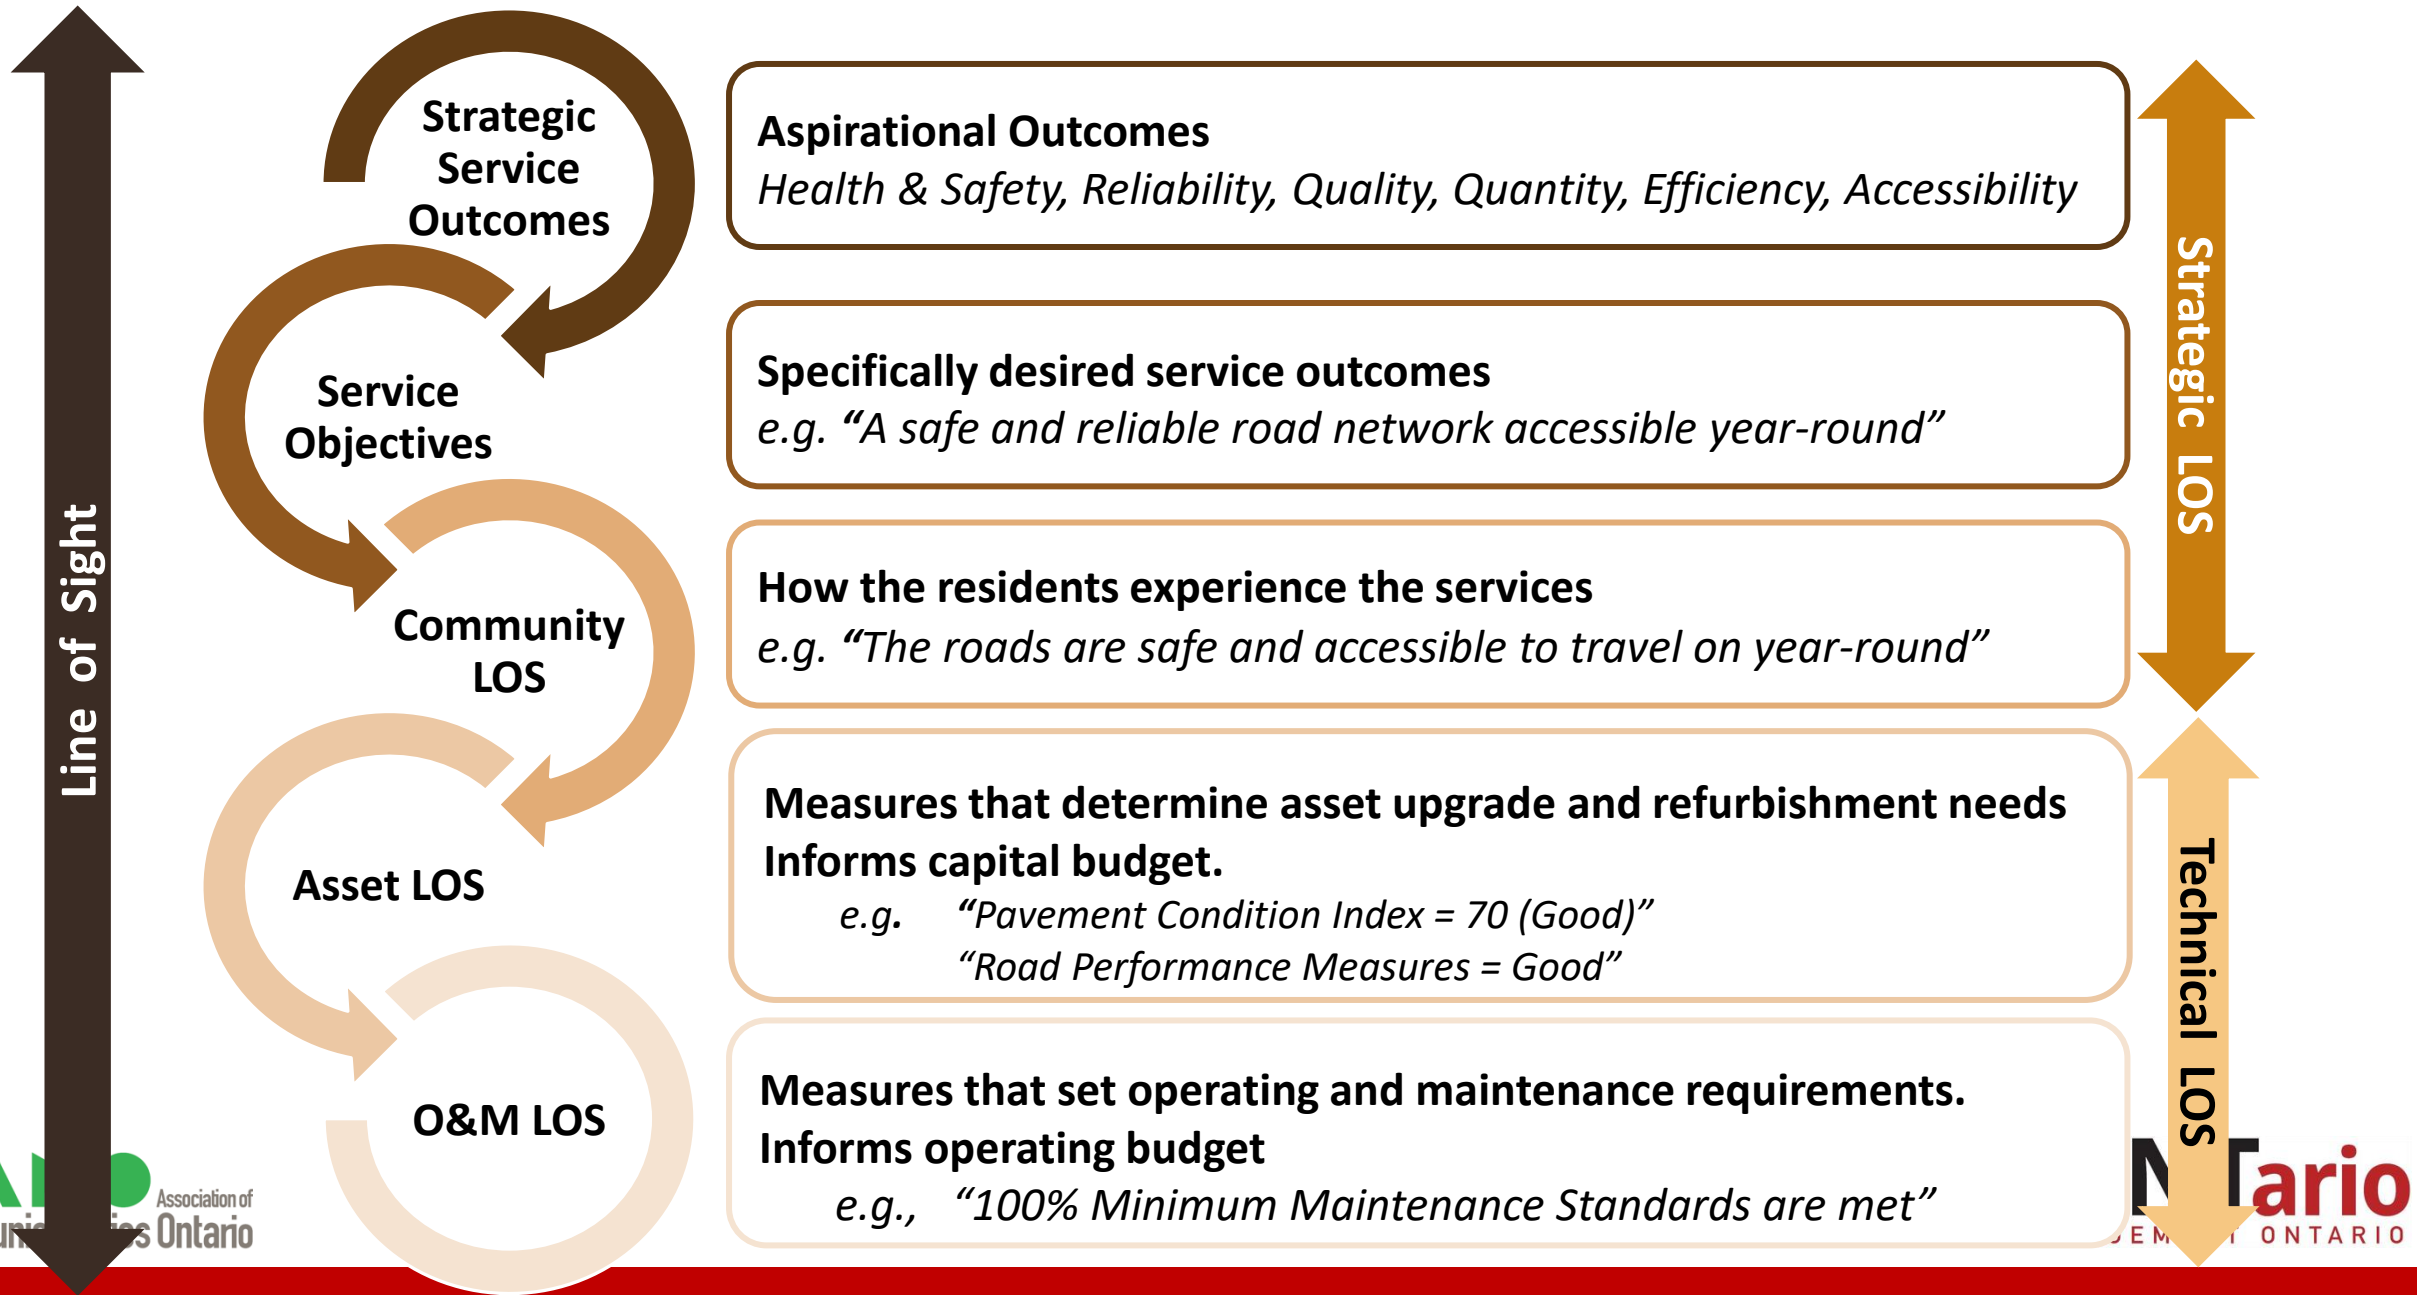 Line of Sight
Strategic
Service
Outcomes
Aspirational Outcomes
Health & Safety, Reliability, Quality, Quantity, Efficiency, Accessibility
Service
Objectives
Specifically desired service outcomes
e.g. “A safe and reliable road network accessible year-round”
Strategic LOS
Community
LOS
How the residents experience the services
e.g. “The roads are safe and accessible to travel on year-round”
Asset LOS
Measures that determine asset upgrade and refurbishment needs
Informs capital budget.
e.g. “Pavement Condition Index = 70 (Good)”
“Road Performance Measures = Good”
Technical LOS
O&M LOS
Measures that set operating and maintenance requirements.
Informs operating budget
e.g., “100% Minimum Maintenance Standards are met”
Association of
Ontario
ario
ONTARIO